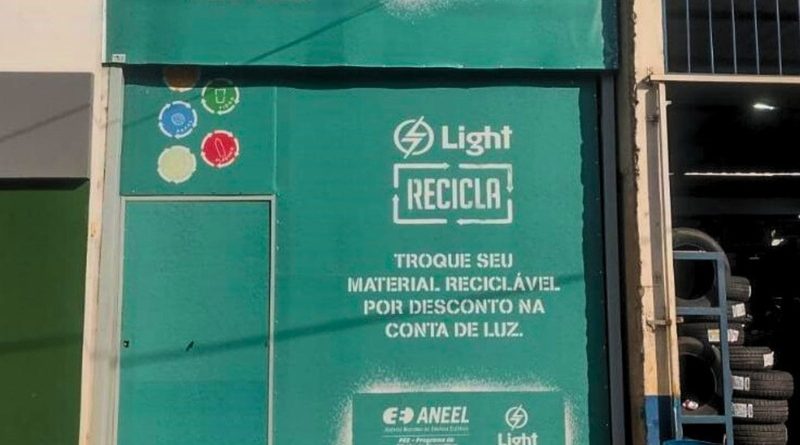 Light
RECICLA
TROQUE SEU
MATERIAL RECICLÁVEL
POR DESCONTO NA
CONTA DE LUZ.
ANEEL
Light